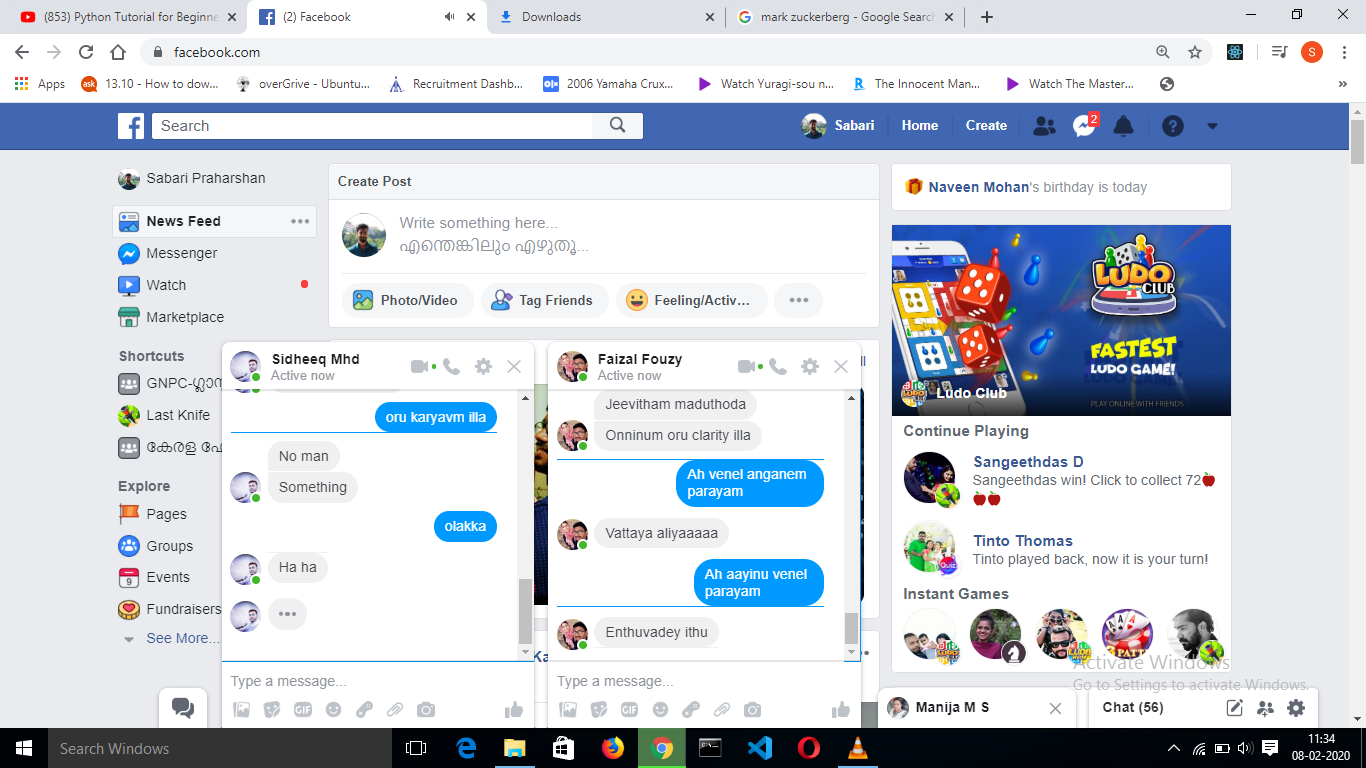 (853) Python Tutorial for Beginne
(2) Facebook
Downloads
mark zuckerberg - Google Search
facebook.com
S
Apps
13.10 - How to dow...
overGrive - Ubuntu...
Recruitment Dashb...
2006 Yamaha Crux...
Watch Yuragi-sou n...
The Innocent Man...
Watch The Master...
Search
Sabari
Home
Create
2
Sabari Praharshan
News Feed
Messenger
Watch
Marketplace
Shortcuts
Last Knife
Explore
Pages
Groups
9
Events
Fundraisers
See More...
Create Post
Write something here...
എന്തെങ്കിലും എഴുതൂ...
Photo/Video
Tag Friends
Feeling/Activ...
Sidheeq Mhd
Active now
oru karyavm illa
No man
Something
olakka
Ha ha
Type a message...
GIF
Faizal Fouzy
Active now
Jeevitham maduthoda
Onninum oru clarity illa
Ah venel anganem
parayam
Vattaya aliyaaaaa
Ah aayinu venel
parayam
Enthuvadey ithu
Type a message...
GIF
Naveen Mohan's birthday is today
LUDO
CLUB
FASTEST
LUDO GAME!
PLAY ONLINE WITH FRIENDS
Ludo Club
Continue Playing
Sangeethdas D
Sangeethdas win! Click to collect 72
Tinto Thomas
Tinto played back, now it is your turn!
Quiz
Instant Games
Activate Windows
Go to Settings to activate Windows.
Manija M S
Chat (56)
Search Windows
11:34
08-02-2020